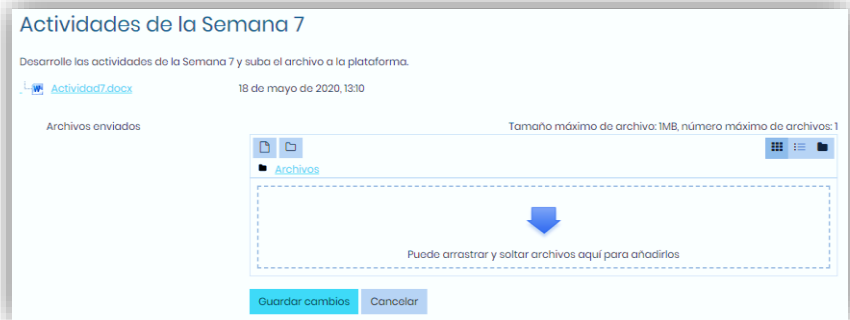 Actividades de la Semana 7
Desarrolle las actividades de la Semana 7 y suba el archivo a la plataforma.
Actividad7.docx 18 de mayo de 2020, 13:10
Archivos enviados Tamaño máximo de archivo: 1MB, número máximo de archivos: 1
Archivos
Puede arrastrar y soltar archivos aquí para añadirlos
Guardar cambios Cancelar